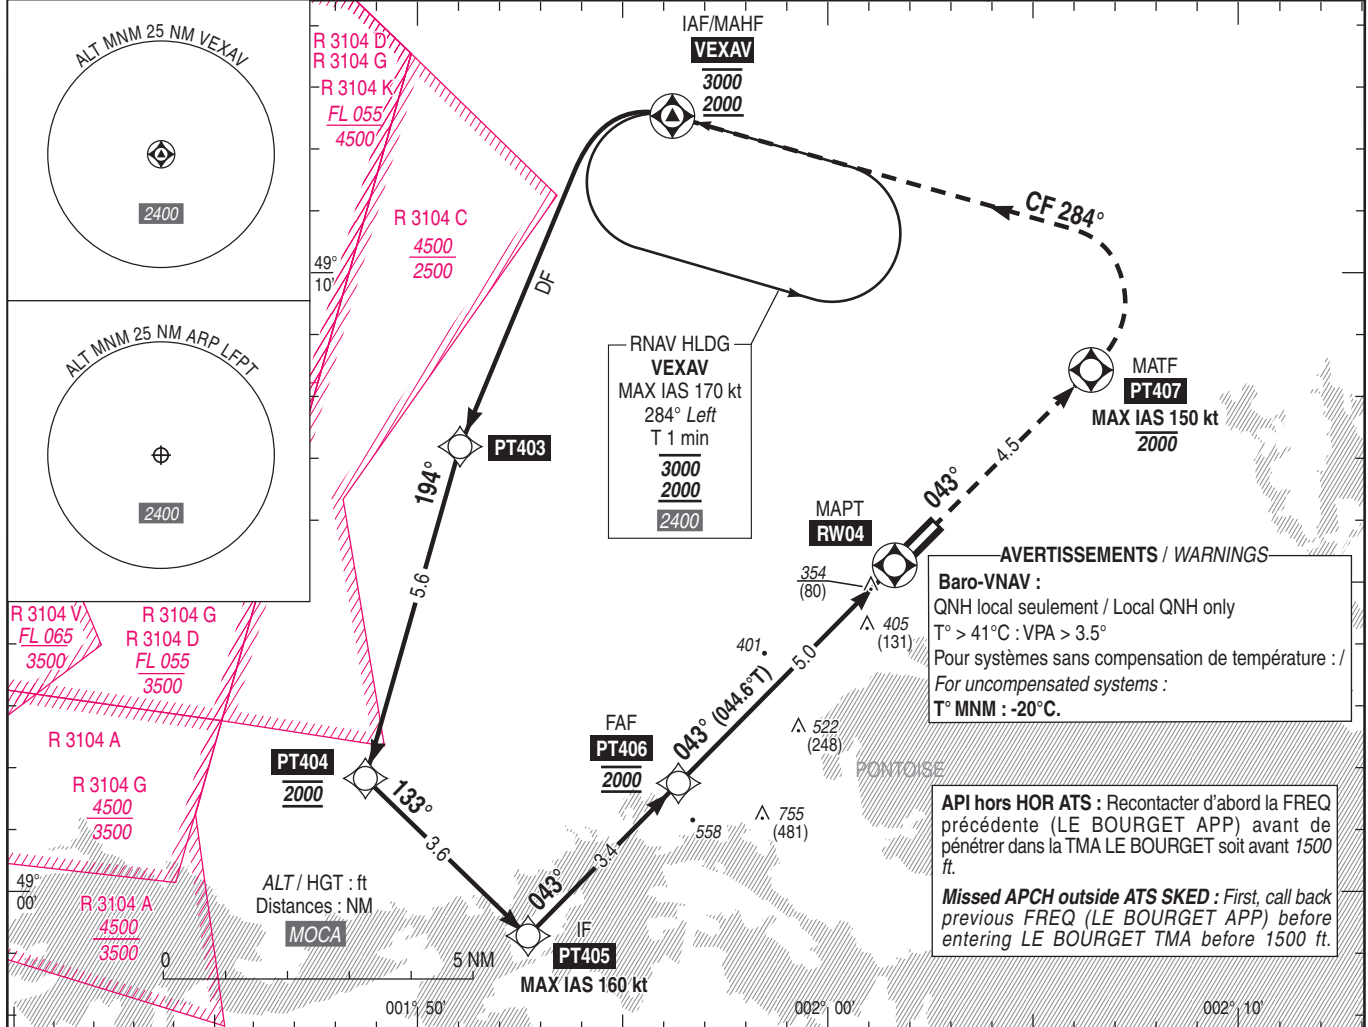 ALT MNM 25 NM VEXAV
2400
ALT MNM 25 NM ARP LFPT
2400
R 3104 D
R 3104 G
R 3104 K
FL 055
4500
R 3104 C
4500
2500
49°
10'
IAF/MAHF
VEXAV
3000
2000
CF 284°
DF
RNAV HLDG
VEXAV
MAX IAS 170 kt
284° Left
T 1 min
3000
2000
2400
MATF
PT407
MAX IAS 150 kt
2000
4.5
043°
MAPT
RW04
PT403
194°
5.6
354
(80)
405
(131)
401
5.0
043° (044.6°T)
522
(248)
PONTOISE
755
(481)
558
FAF
PT406
2000
3.4
043°
PT404
2000
133°
3.6
IF
PT405
MAX IAS 160 kt
R 3104 V
FL 065
3500
R 3104 G
R 3104 D
FL 055
3500
R 3104 A
R 3104 G
4500
3500
R 3104 A
4500
3500
49°
00'
ALT / HGT : ft
Distances : NM
MOCA
0
5 NM
001° 50'
002° 00'
002° 10'
AVERTISSEMENTS / WARNINGS
Baro-VNAV :
QNH local seulement / Local QNH only
T° > 41°C : VPA > 3.5°
Pour systèmes sans compensation de température : /
For uncompensated systems :
T° MNM : -20°C.
API hors HOR ATS : Recontacter d'abord la FREQ
précédente (LE BOURGET APP) avant de
pénétrer dans la TMA LE BOURGET soit avant 1500
ft.
Missed APCH outside ATS SKED : First, call back
previous FREQ (LE BOURGET APP) before
entering LE BOURGET TMA before 1500 ft.